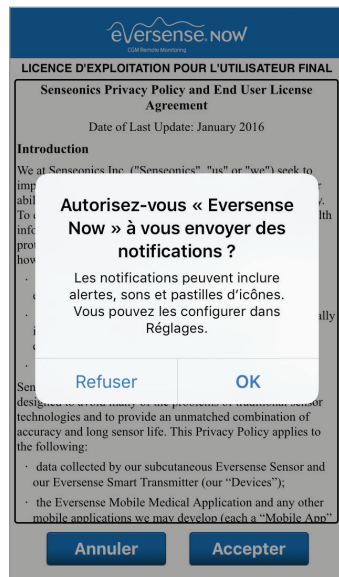 eversense. NOW
CGM Remote Monitoring
LICENCE D'EXPLOITATION POUR L'UTILISATEUR FINAL
Senseonics Privacy Policy and End User License
Agreement
Date of Last Update: January 2016
Introduction
We at Senseonics Inc. ("Senseonics", "us" or "we") seek to
Autorisez-vous « Eversense
Now » à vous envoyer des
notifications ?
Les notifications peuvent inclure
alertes, sons et pastilles d'icônes.
Vous pouvez les configurer dans
Réglages.
Refuser
OK
designed to avoid many of the problems of traditional sensor
technologies and to provide an unmatched combination of
accuracy and long sensor life. This Privacy Policy applies to
the following:
· data collected by our subcutaneous Eversense Sensor and
our Eversense Smart Transmitter (our “Devices”);
· the Eversense Mobile Medical Application and any other
mobile applications we may develop (each a “Mobile App”
Annuler
Accepter